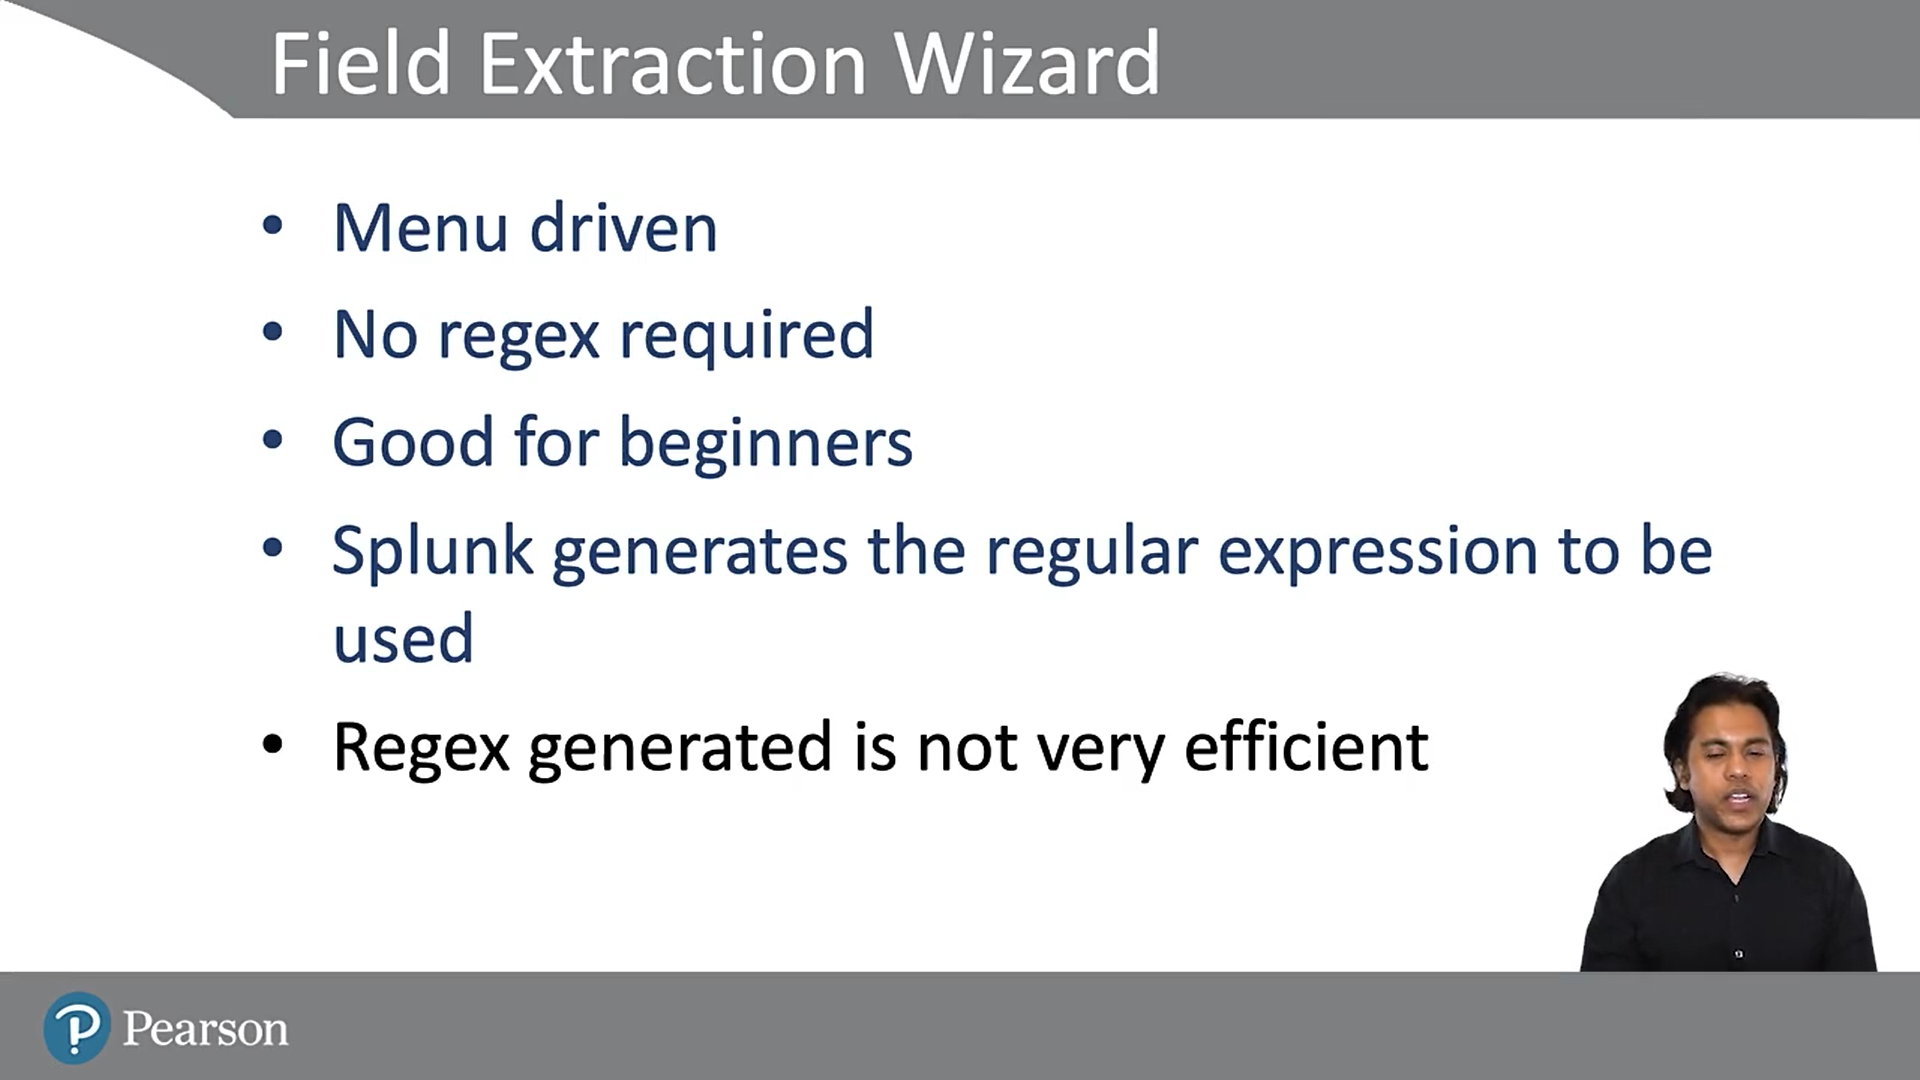 Field Extraction Wizard
• Menu driven
• No regex required
• Good for beginners
• Splunk generates the regular expression to be
used
• Regex generated is not very efficient
Pearson